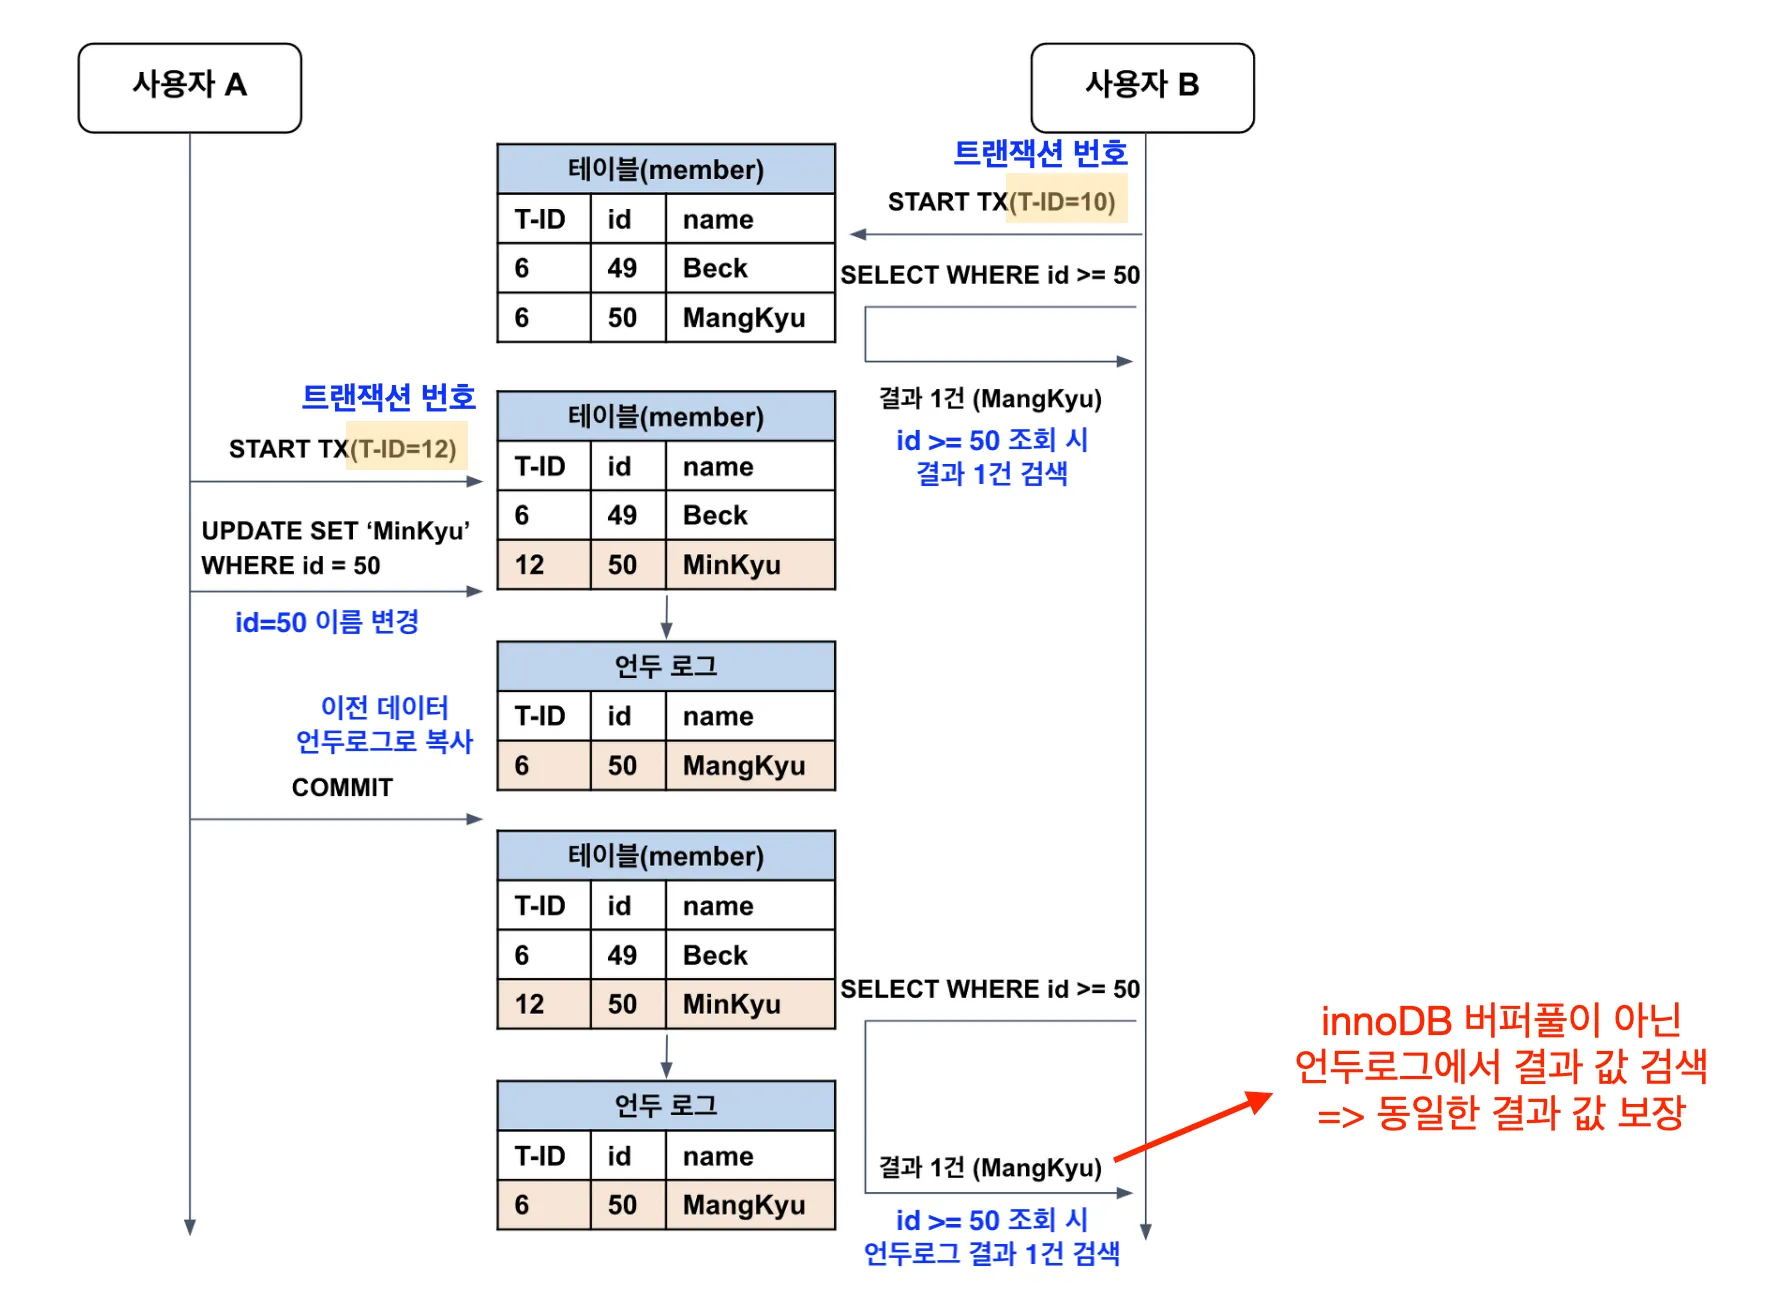 사용자 A
사용자 B
테이블(member)
T-ID id name
6 49 Beck
6 50 MangKyu
트랜잭션 번호
START TX(T-ID=10)
SELECT WHERE id >= 50
결과 1건 (MangKyu)
id >= 50 조회 시
결과 1건 검색
트랜잭션 번호
START TX(T-ID=12)
UPDATE SET ‘MinKyu’
WHERE id = 50
id=50 이름 변경
테이블(member)
T-ID id name
6 49 Beck
12 50 MinKyu
언두 로그
T-ID id name
6 50 MangKyu
이전 데이터
언두로그로 복사
COMMIT
테이블(member)
T-ID id name
6 49 Beck
12 50 MinKyu
언두 로그
T-ID id name
6 50 MangKyu
SELECT WHERE id >= 50
결과 1건 (MangKyu)
id >= 50 조회 시
언두로그 결과 1건 검색
innoDB 버퍼풀이 아닌
언두로그에서 결과 값 검색
=> 동일한 결과 값 보장